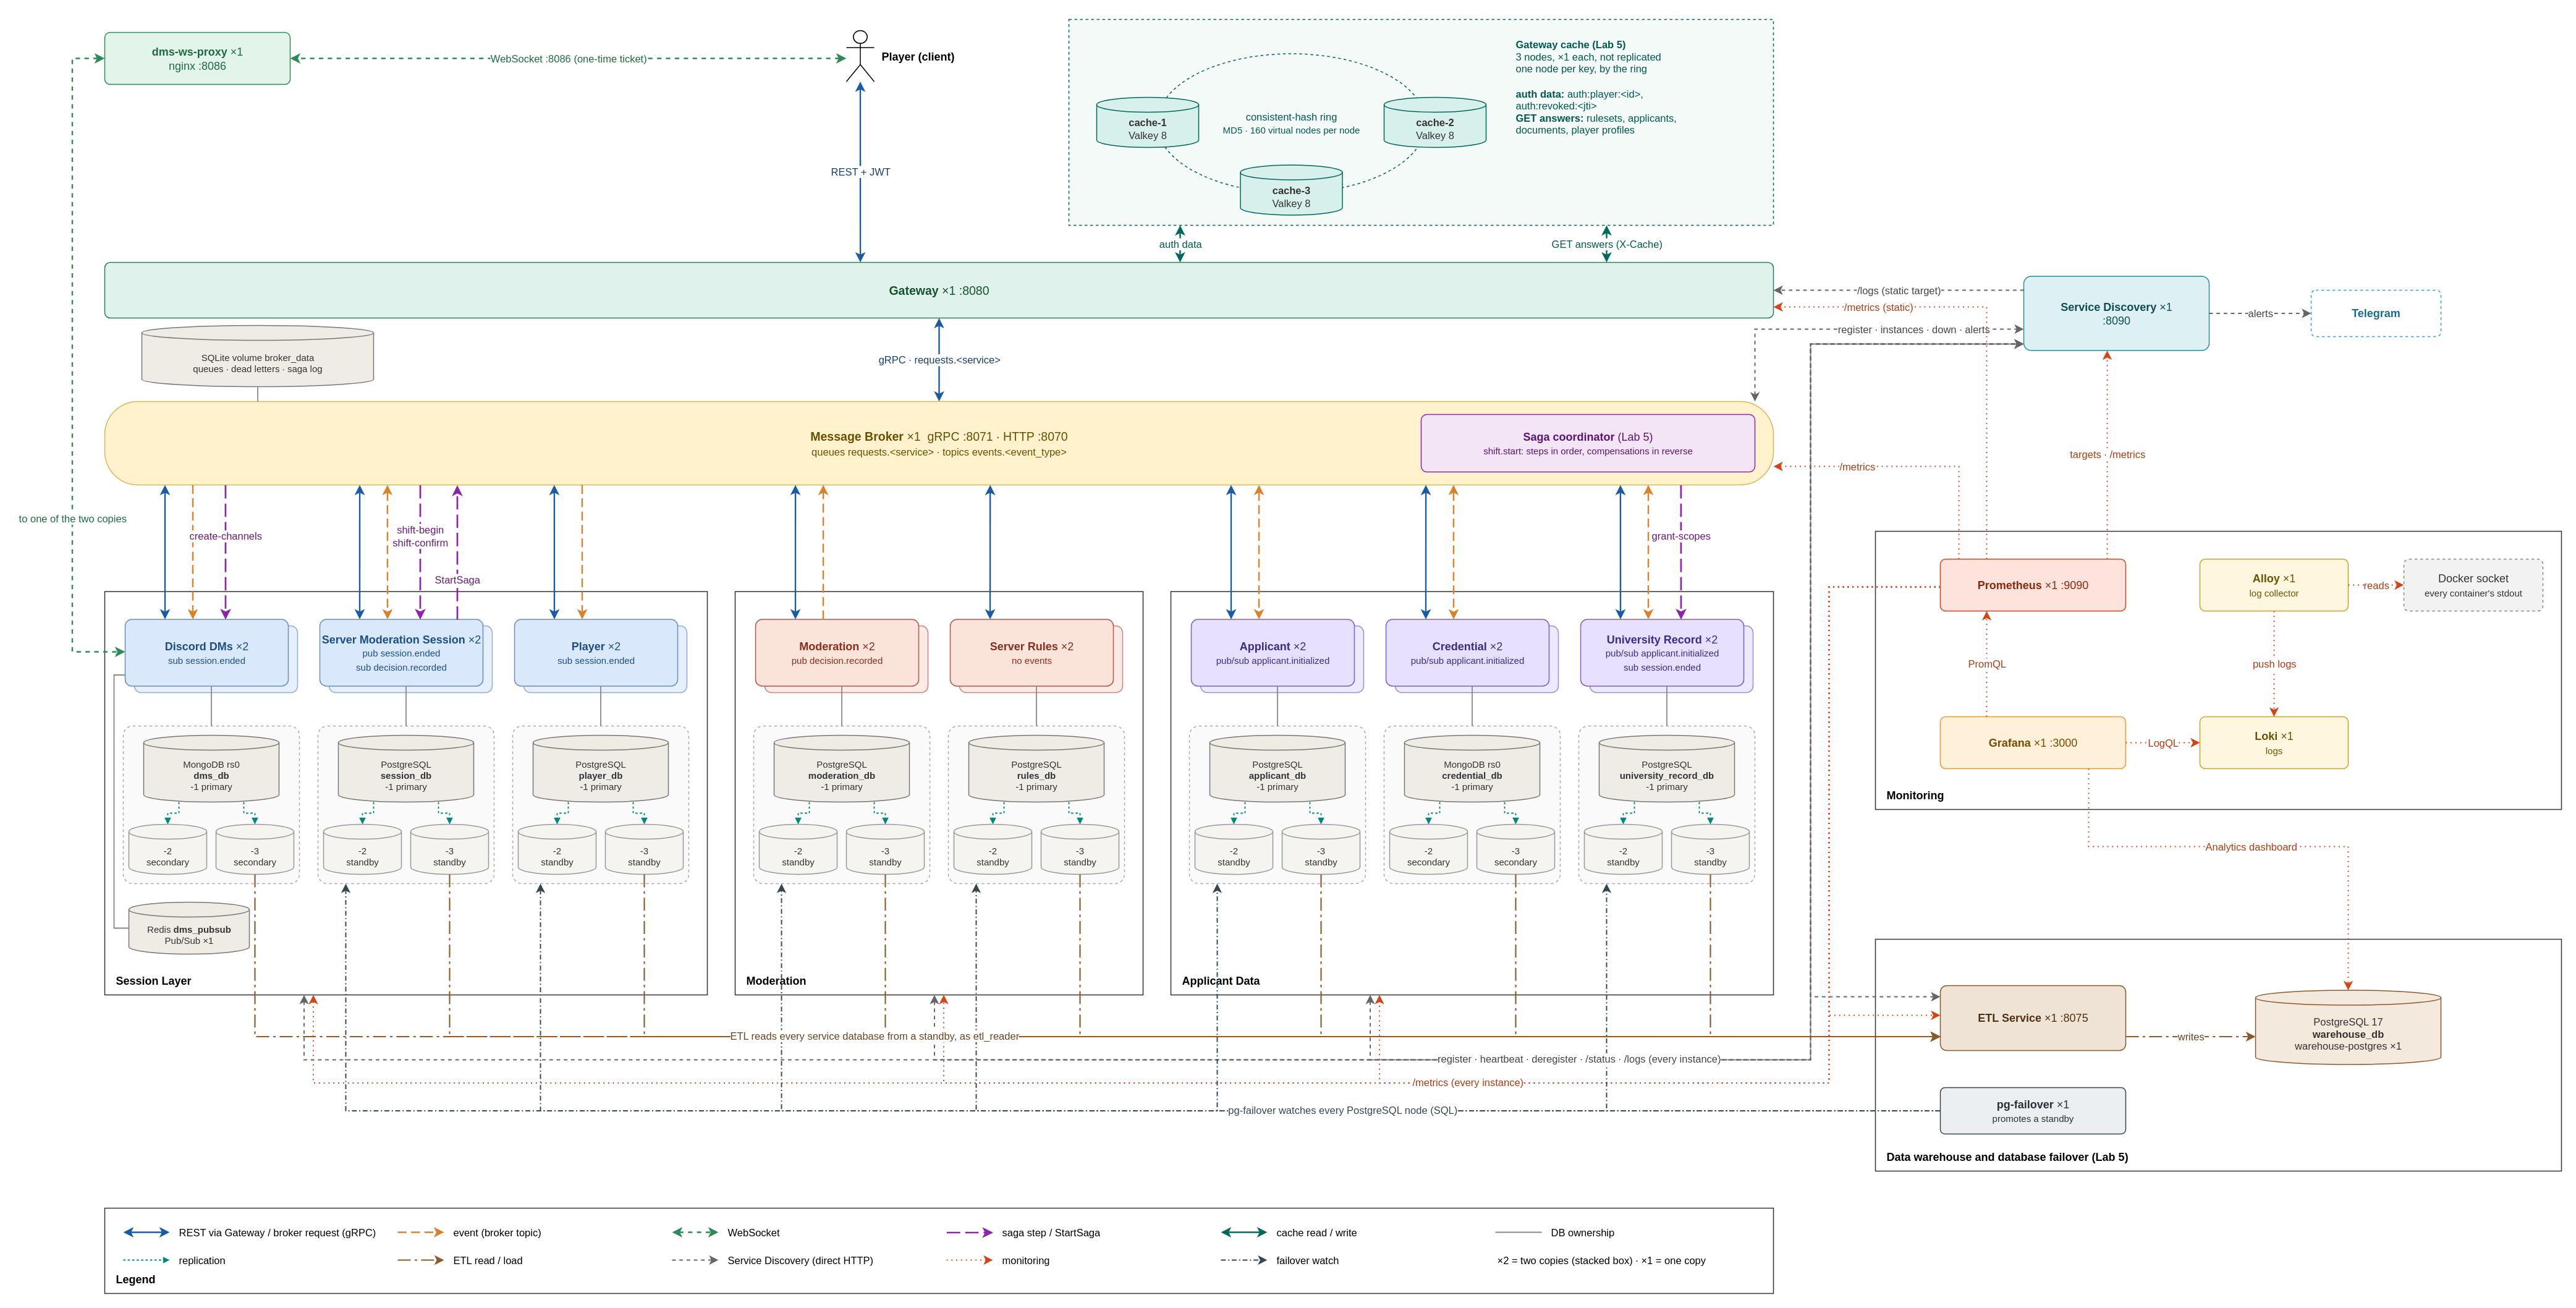 dms-ws-proxy ×1
nginx :8086
WebSocket :8086 (one-time ticket)
Player (client)
REST + JWT
cache-1
Valkey 8
consistent-hash ring
MD5 · 160 virtual nodes per node
cache-2
Valkey 8
cache-3
Valkey 8
Gateway cache (Lab 5)
3 nodes, ×1 each, not replicated
one node per key, by the ring
auth data: auth:player:<id>,
auth:revoked:<jti>
GET answers: rulesets, applicants,
documents, player profiles
auth data
GET answers (X-Cache)
Gateway ×1 :8080
/logs (static target)
/metrics (static)
register · instances · down · alerts
Service Discovery ×1
:8090
alerts
Telegram
SQLite volume broker_data
queues · dead letters · saga log
gRPC · requests.<service>
Message Broker ×1  gRPC :8071 · HTTP :8070
queues requests.<service> · topics events.<event_type>
Saga coordinator (Lab 5)
shift.start: steps in order, compensations in reverse
/metrics
targets · /metrics
to one of the two copies
create-channels
shift-begin
shift-confirm
StartSaga
grant-scopes
Discord DMs ×2
sub session.ended
Server Moderation Session ×2
pub session.ended
sub decision.recorded
Player ×2
sub session.ended
Moderation ×2
pub decision.recorded
Server Rules ×2
no events
Applicant ×2
pub/sub applicant.initialized
Credential ×2
pub/sub applicant.initialized
University Record ×2
pub/sub applicant.initialized
sub session.ended
MongoDB rs0
dms_db
-1 primary
PostgreSQL
session_db
-1 primary
PostgreSQL
player_db
-1 primary
PostgreSQL
moderation_db
-1 primary
PostgreSQL
rules_db
-1 primary
PostgreSQL
applicant_db
-1 primary
MongoDB rs0
credential_db
-1 primary
PostgreSQL
university_record_db
-1 primary
-2
secondary
-3
secondary
-2
standby
-3
standby
-2
standby
-3
standby
-2
standby
-3
standby
-2
standby
-3
standby
-2
standby
-3
standby
-2
secondary
-3
secondary
-2
standby
-3
standby
Redis dms_pubsub
Pub/Sub ×1
Session Layer
Moderation
Applicant Data
Prometheus ×1 :9090
Alloy ×1
log collector
reads
Docker socket
every container's stdout
PromQL
push logs
Grafana ×1 :3000
LogQL
Loki ×1
logs
Monitoring
Analytics dashboard
ETL Service ×1 :8075
writes
PostgreSQL 17
warehouse_db
warehouse-postgres ×1
pg-failover ×1
promotes a standby
Data warehouse and database failover (Lab 5)
ETL reads every service database from a standby, as etl_reader
register · heartbeat · deregister · /status · /logs (every instance)
/metrics (every instance)
pg-failover watches every PostgreSQL node (SQL)
REST via Gateway / broker request (gRPC)
event (broker topic)
WebSocket
saga step / StartSaga
cache read / write
DB ownership
replication
ETL read / load
Service Discovery (direct HTTP)
monitoring
failover watch
×2 = two copies (stacked box) · ×1 = one copy
Legend